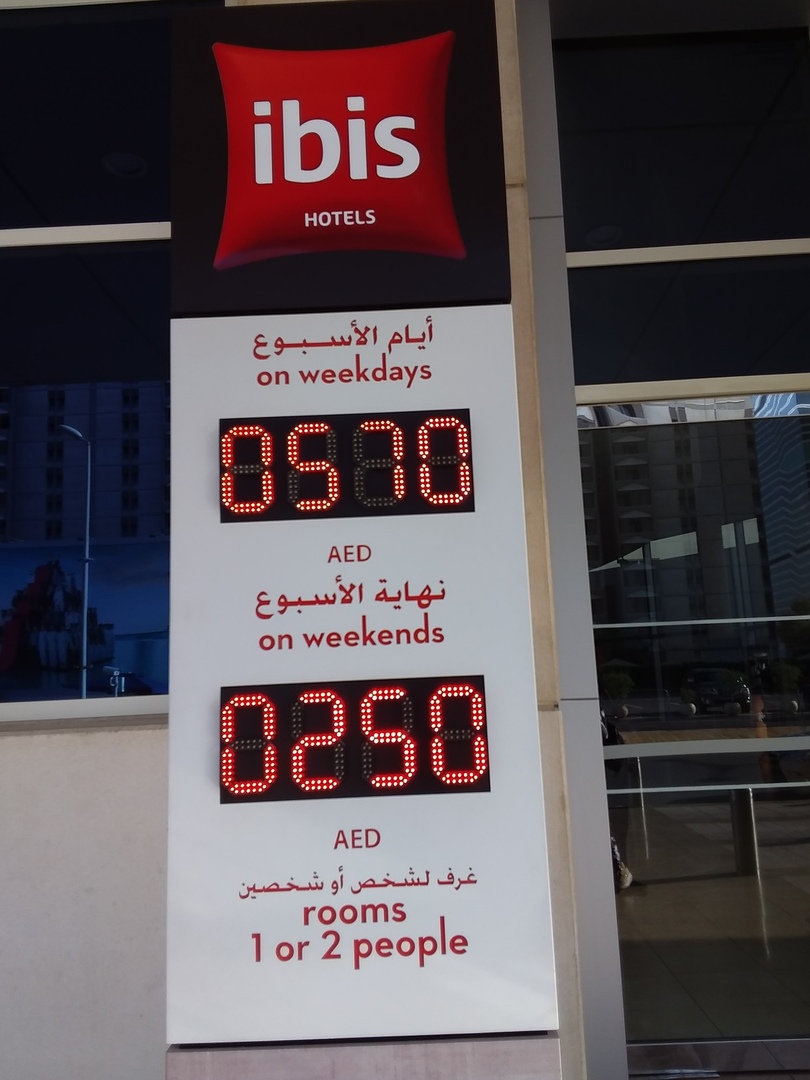 ibis
HOTELS
أيام الأسبوع
on weekdays
0570
AED
نهاية الأسبوع
on weekends
0250
AED
غرف لشخص أو شخصين
rooms
1 or 2 people